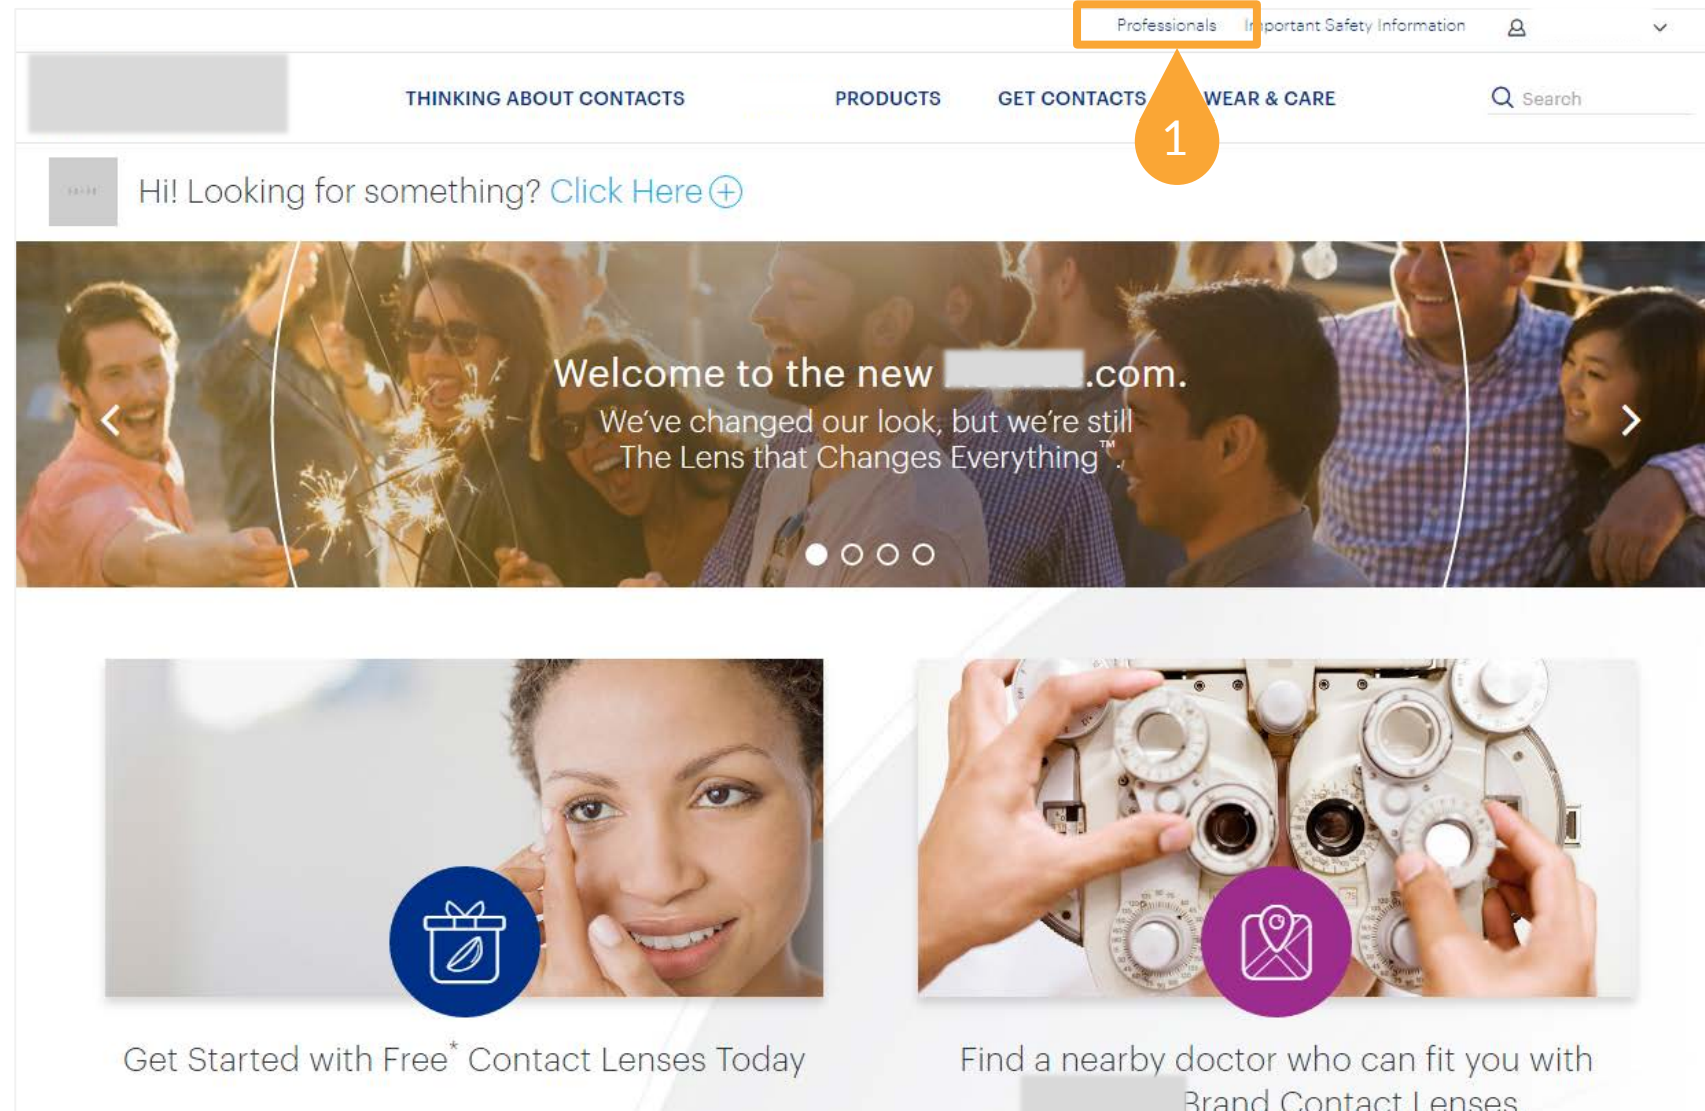 Professionals Important Safety Information
THINKING ABOUT CONTACTS PRODUCTS GET CONTACTS WEAR & CARE Search
1
Hi! Looking for something? Click Here
Welcome to the new .com.
We've changed our look, but we're still
The Lens that Changes Everything™.
Get Started with Free* Contact Lenses Today
Find a nearby doctor who can fit you with
Brand Contact Lenses